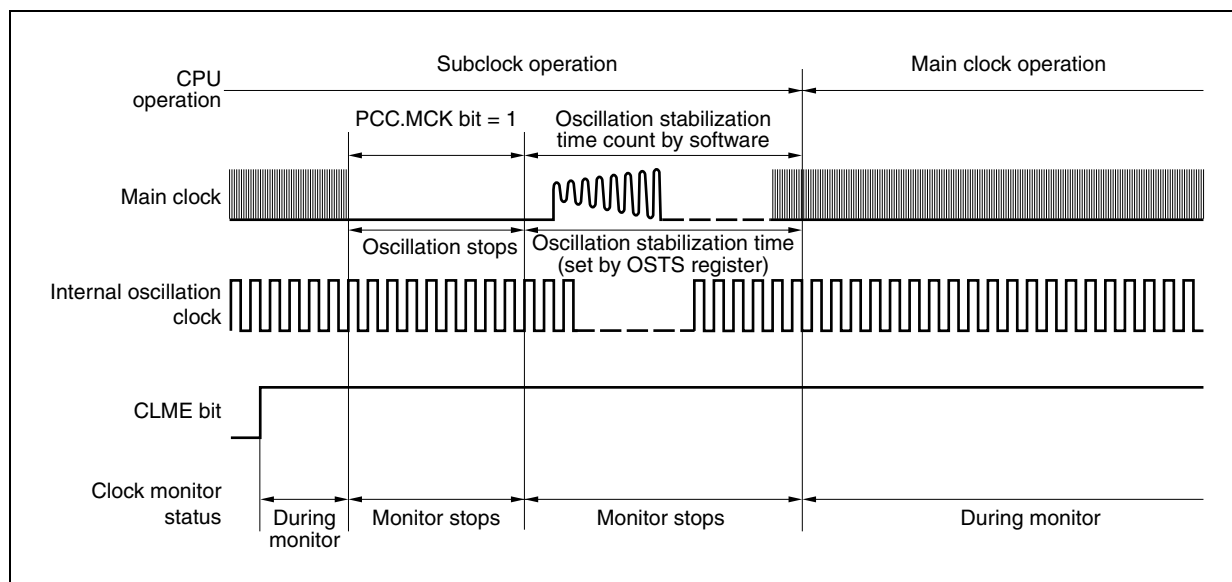 CPU
operation
Subclock operation
Main clock operation
PCC.MCK bit = 1
Oscillation stabilization
time count by software
Main clock
Oscillation stops
Oscillation stabilization time
(set by OSTS register)
Internal oscillation
clock
CLME bit
Clock monitor
status
During
monitor
Monitor stops
Monitor stops
During monitor